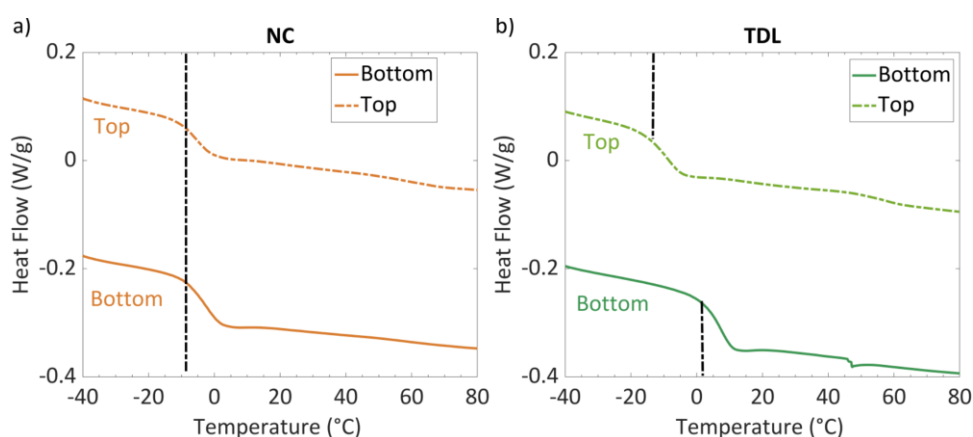 a) NC
0.2
Bottom
Top
Top
0
-0.2
Bottom
-0.4
-40 -20 0 20 40 60 80
Temperature (°C)
Heat Flow (W/g)
b) TDL
0.2
Bottom
Top
Top
0
-0.2
Bottom
-0.4
-40 -20 0 20 40 60 80
Temperature (°C)
Heat Flow (W/g)